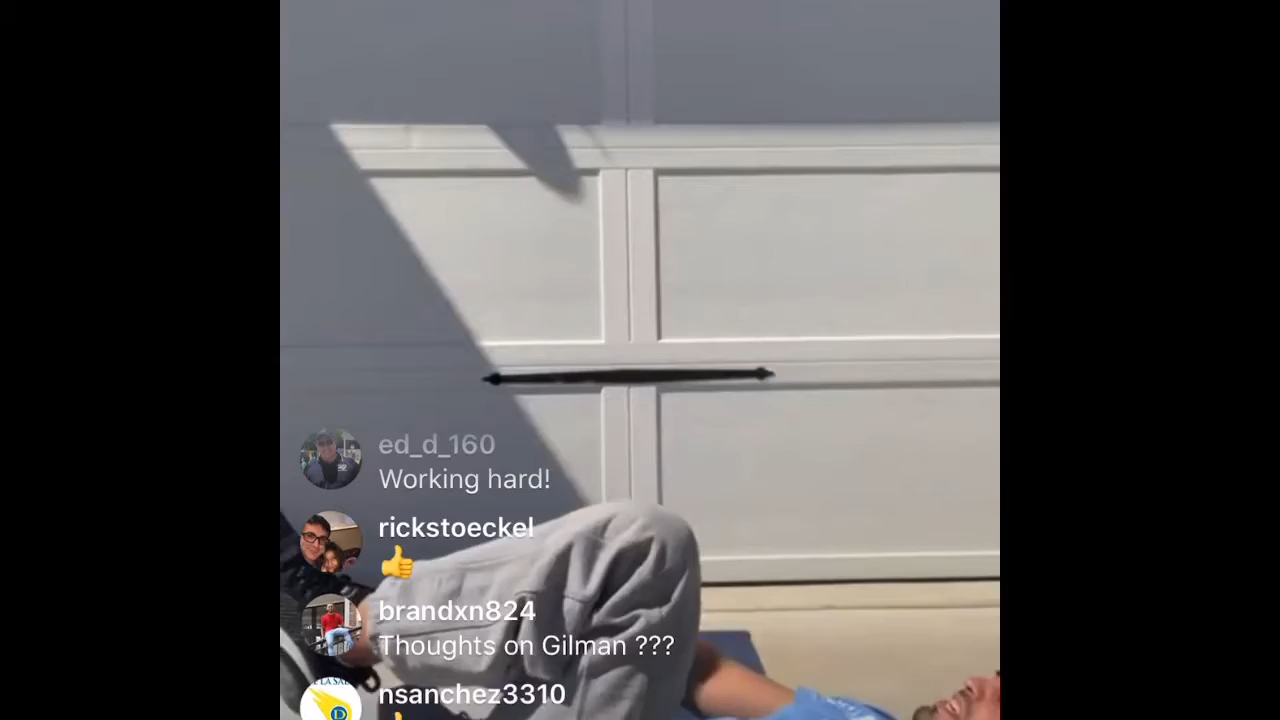 ed_d_160
Working hard!
rickstoeckel
👍
brandxn824
Thoughts on Gilman ???
nsanchez3310